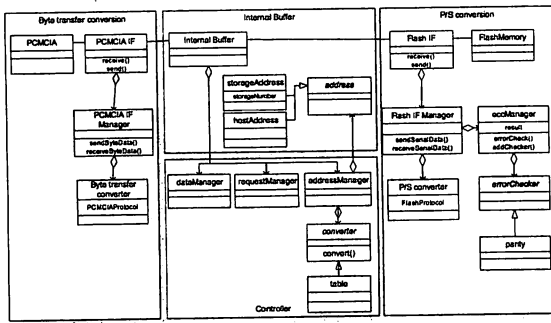 Byte transfer conversion
PCMCIA
PCMCIA IF
receive()
send()
PCMCIA IF
Manager
sendByteData()
receiveByteData()
Byte transfer
converter
PCMCIAProtocol
Internal Buffer
Internal Buffer
storageAddress
storageNumber
hostAddress
address
dataManager
requestManager
addressManager
converter
convert()
table
Controller
P/S conversion
Flash IF
receive()
send()
FlashMemory
Flash IF Manager
sendSerialData()
receiveSerialData()
eccManager
result
errorCheck()
addChecker()
P/S converter
FlashProtocol
errorChecker
parity